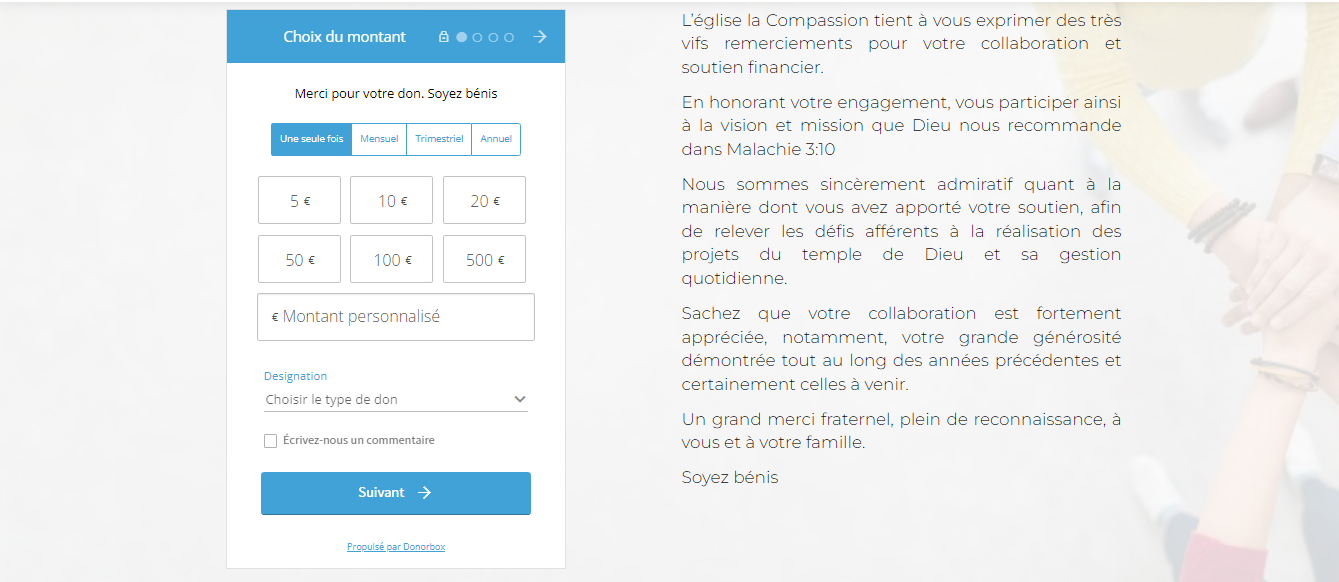 Choix du montant
Merci pour votre don. Soyez bénis
Une seule fois Mensuel Trimestriel Annuel
5 € 10 € 20 €
50 € 100 € 500 €
€ Montant personnalisé
Designation
Choisir le type de don
Écrivez-nous un commentaire
Suivant
Propulsé par Donorbox
L'église la Compassion tient à vous exprimer des très
vifs remerciements pour votre collaboration et
soutien financier.
En honorant votre engagement, vous participer ainsi
à la vision et mission que Dieu nous recommande
dans Malachie 3:10
Nous sommes sincèrement admiratif quant à la
manière dont vous avez apporté votre soutien, afin
de relever les défis afférents à la réalisation des
projets du temple de Dieu et sa gestion
quotidienne.
Sachez que votre collaboration est fortement
appréciée, notamment, votre grande générosité
démontrée tout au long des années précédentes et
certainement celles à venir.
Un grand merci fraternel, plein de reconnaissance, à
vous et à votre famille.
Soyez bénis